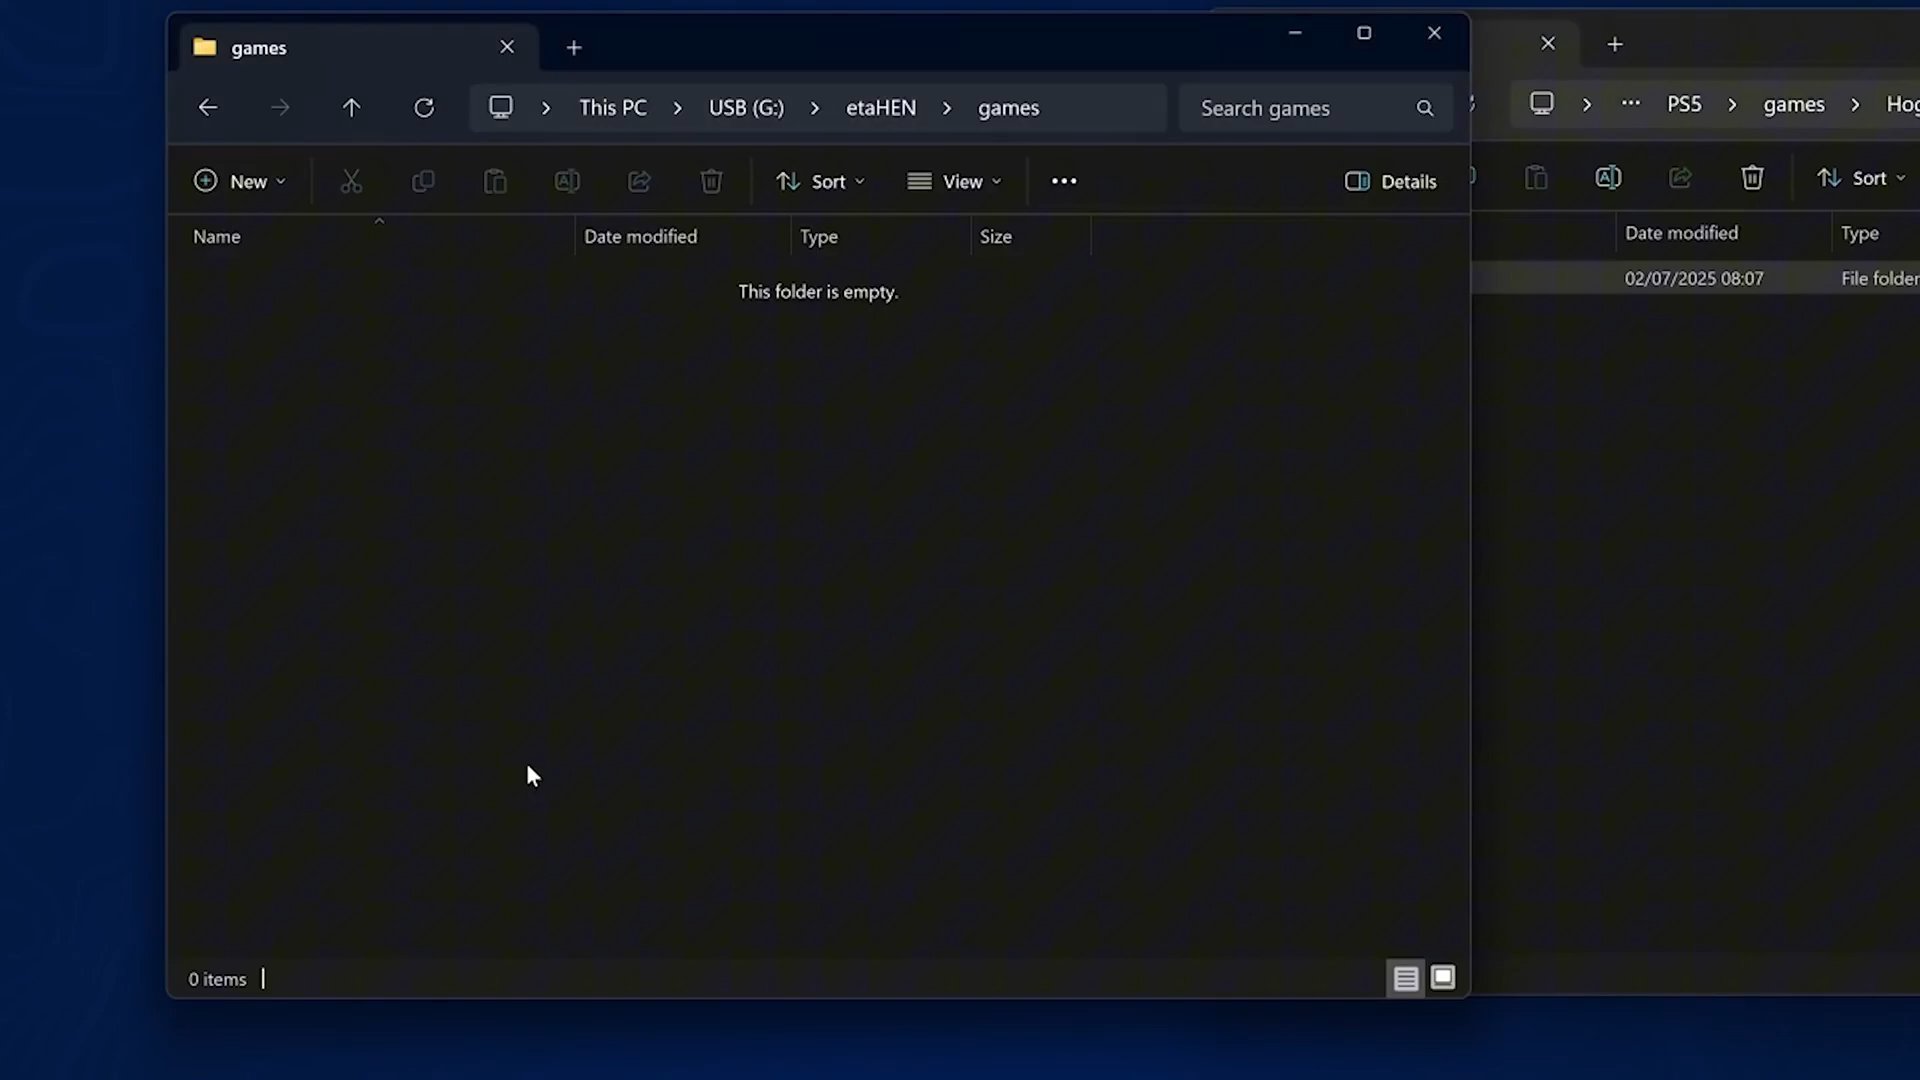 games
This PC > USB (G:) > etaHEN > games
Search games
New
Sort
View
Details
Name
Date modified
Type
Size
This folder is empty.
0 items
PS5 > games > Hog
Sort
Date modified
Type
02/07/2025 08:07
File folder